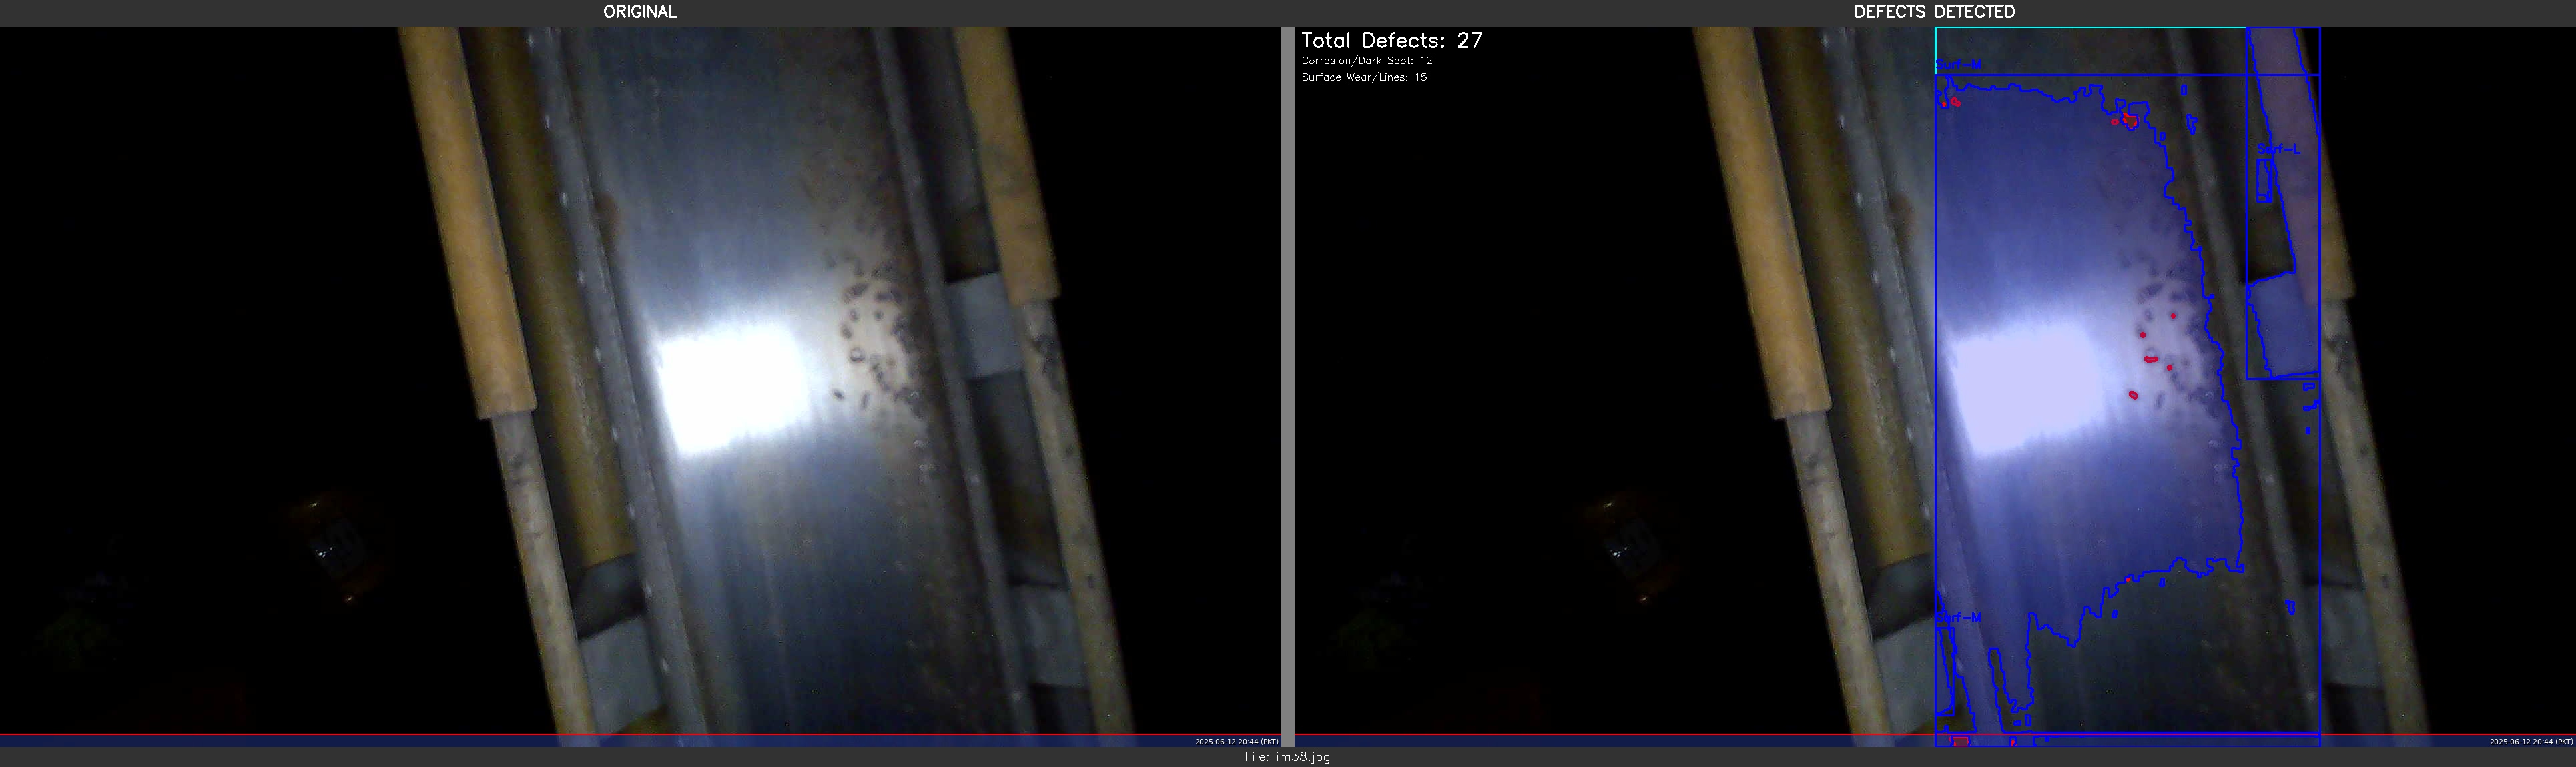 ORIGINAL
DEFECTS DETECTED
Total Defects: 27
Corrosion/Dark Spot: 12
Surface Wear/Lines: 15
Surf-M
Surf-L
Surf-M
2025-06-12 20:44 (PKT)
2025-06-12 20:44 (PKT)
File: im38.jpg